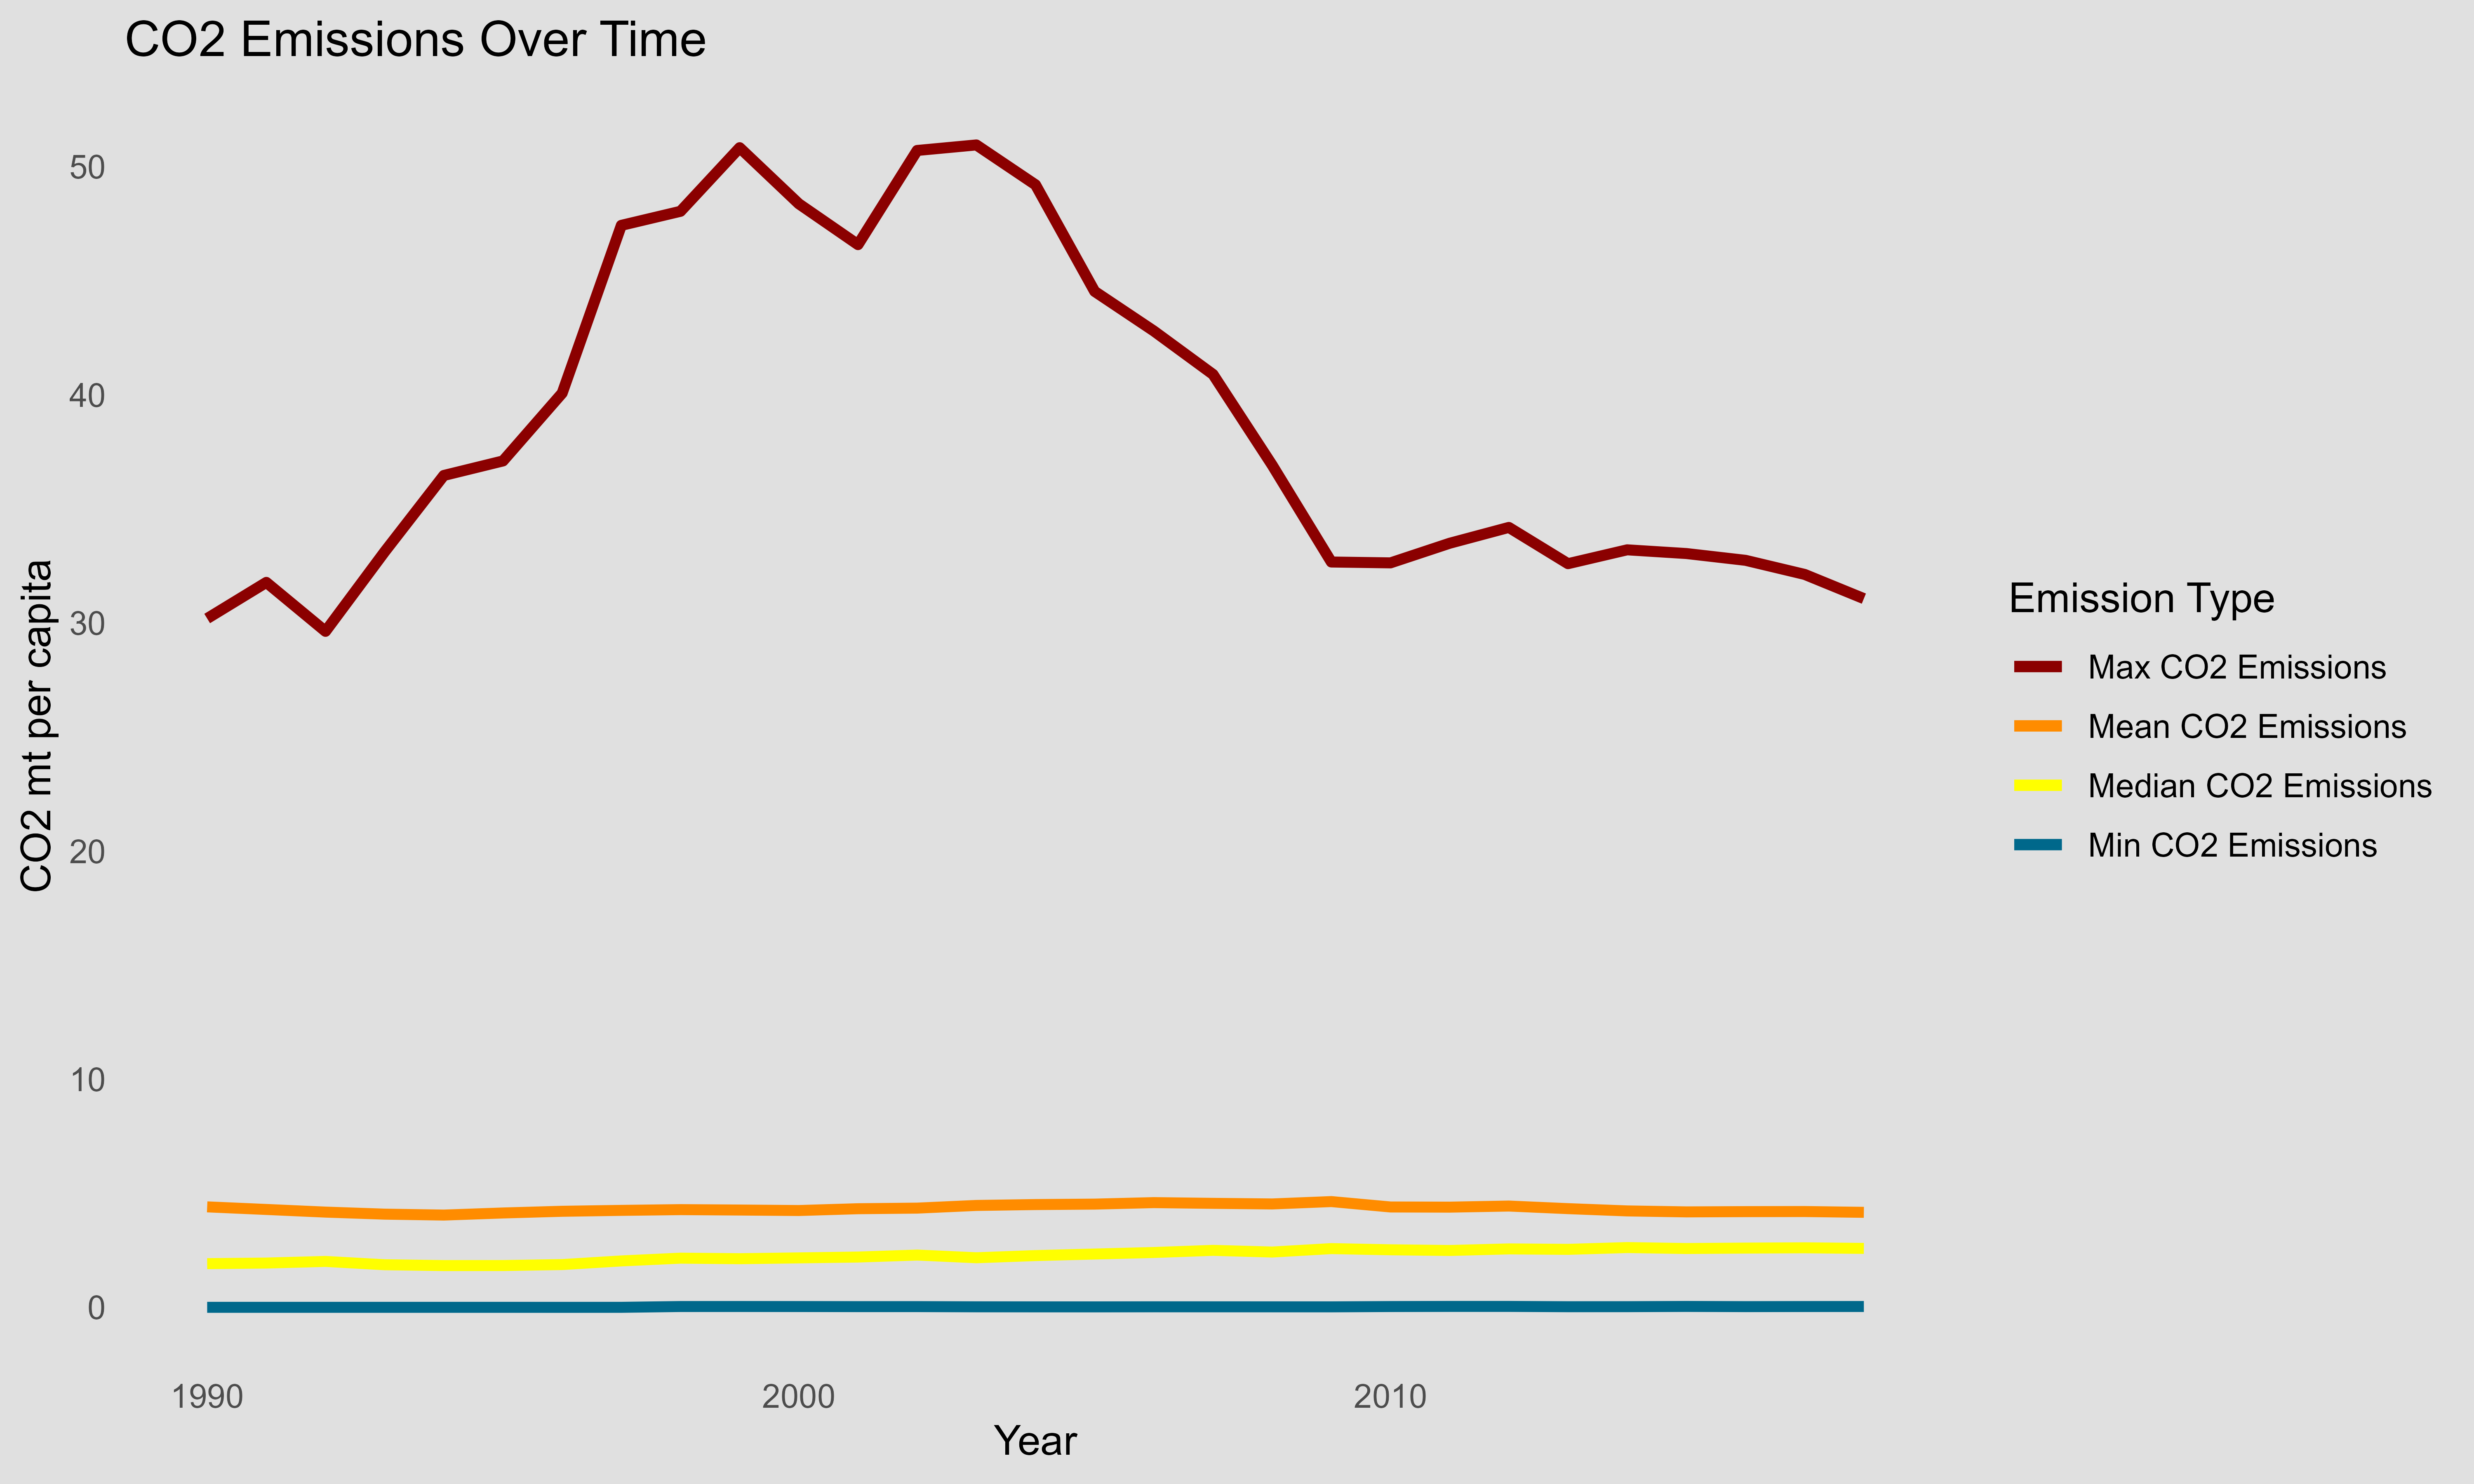 CO2 Emissions Over Time
50
40
30
20
10
0
CO2 mt per capita
1990
2000
2010
Year
Emission Type
Max CO2 Emissions
Mean CO2 Emissions
Median CO2 Emissions
Min CO2 Emissions